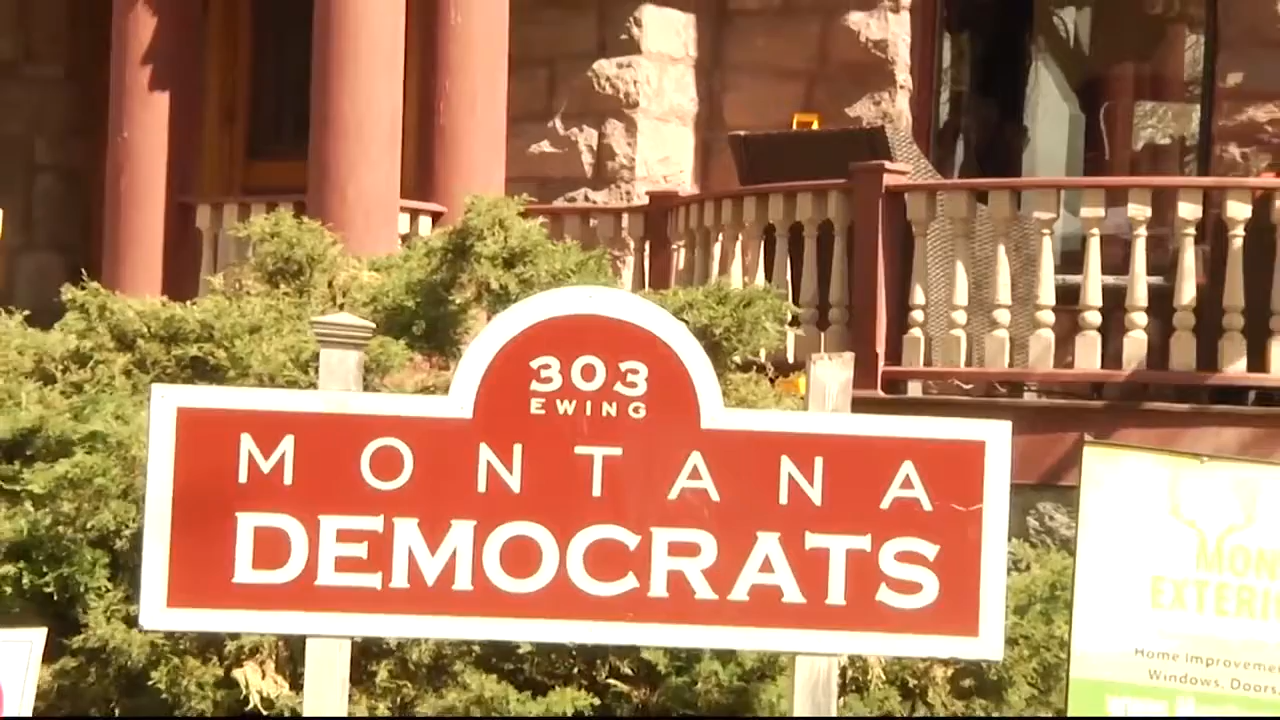 303
EWING
MONTANA
DEMOCRATS
MON
EXTERI
Home Improveme
Windows, Doors,